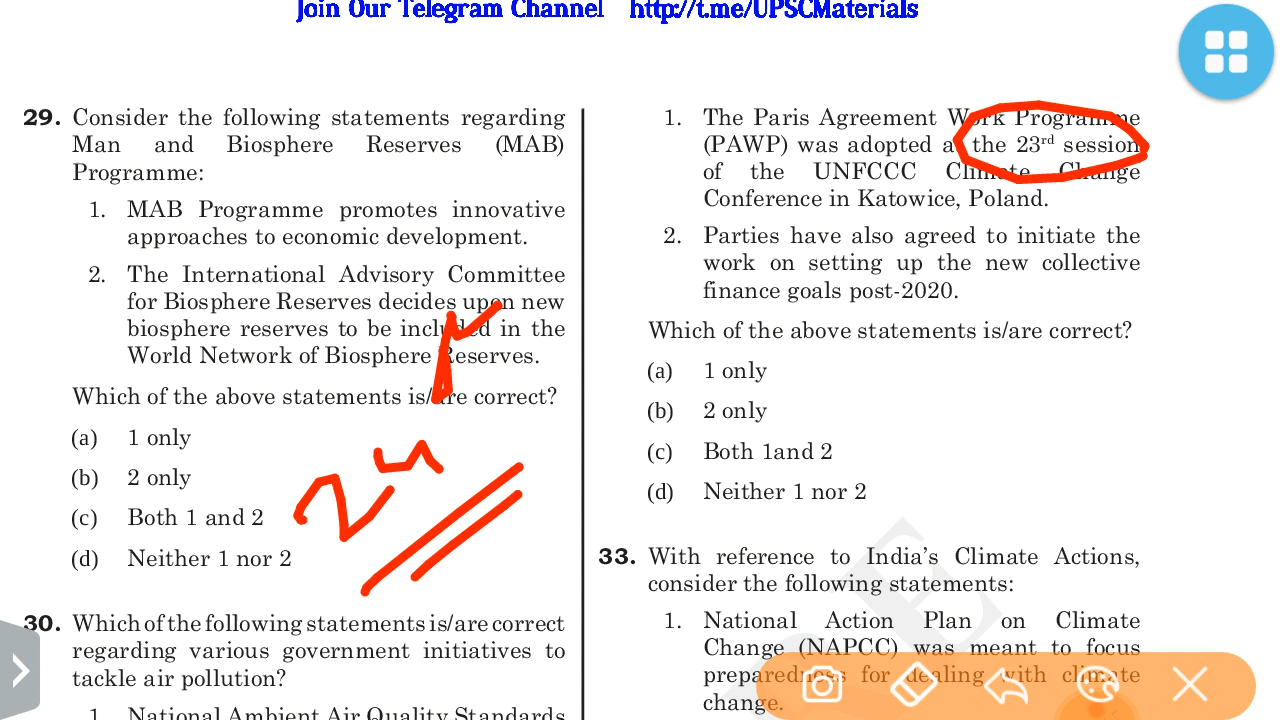 Join Our Telegram Channel http://t.me/UPSCMaterials
29. Consider the following statements regarding
Man and Biosphere Reserves (MAB)
Programme:
1. MAB Programme promotes innovative
approaches to economic development.
2. The International Advisory Committee
for Biosphere Reserves decides upon new
biosphere reserves to be included in the
World Network of Biosphere Reserves.
Which of the above statements is/are correct?
(a) 1 only
(b) 2 only
(c) Both 1 and 2
(d) Neither 1 nor 2
24
30. Which of the following statements is/are correct
regarding various government initiatives to
tackle air pollution?
1. National Ambient Air Quality Standards
1. The Paris Agreement Work Programme
(PAWP) was adopted at the 23rd session
of the UNFCCC Climate Change
Conference in Katowice, Poland.
2. Parties have also agreed to initiate the
work on setting up the new collective
finance goals post-2020.
Which of the above statements is/are correct?
(a) 1 only
(b) 2 only
(c) Both 1and 2
(d) Neither 1 nor 2
33. With reference to India's Climate Actions,
consider the following statements:
1. National Action Plan on Climate
Change (NAPCC) was meant to focus
preparedness for dealing with climate
change.